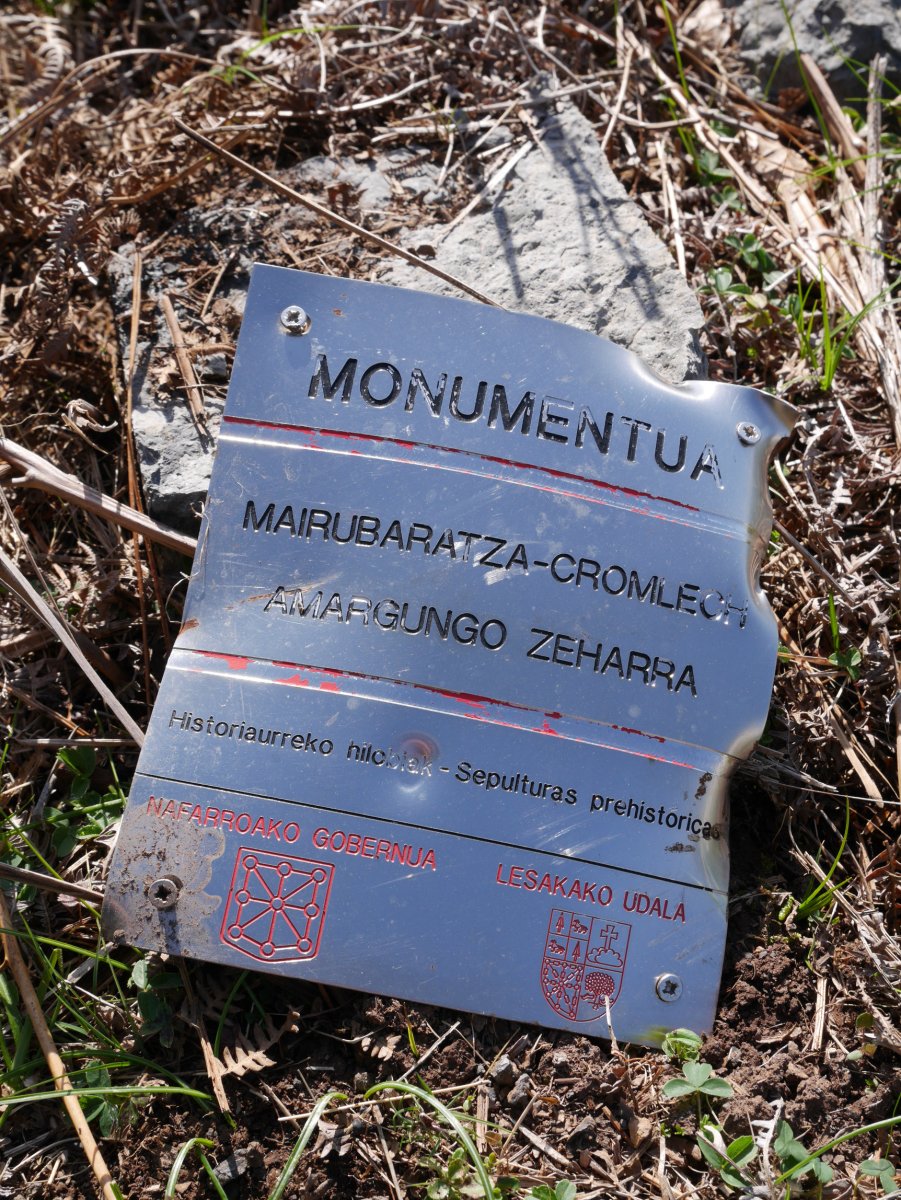 MONUMENTUA
MAIRUBARATZA-CROMLECH
AMARGUNGO ZEHARRA
Historiaurreko hilobiak - Sepulturas prehistoricas
NAFARROAKO GOBERNUA
LESAKAKO UDALA